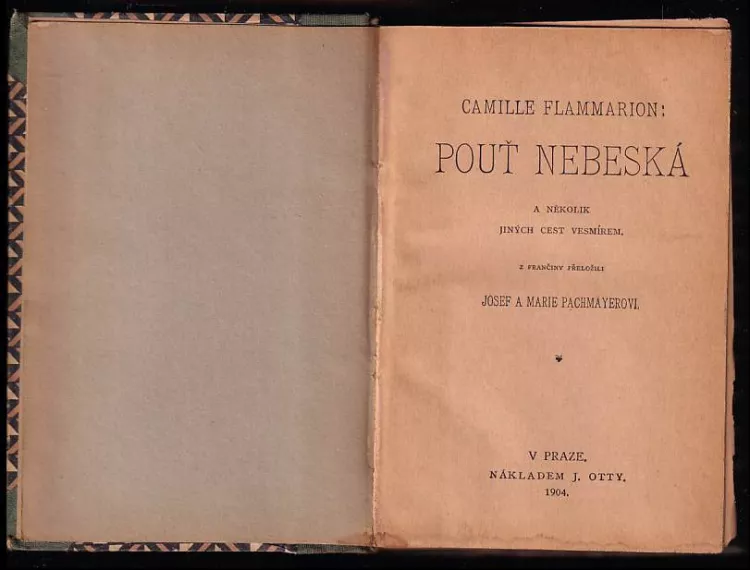 CAMILLE FLAMMARION:
POUŤ NEBESKÁ
A NĚKOLIK
JINÝCH CEST VESMÍREM.
Z FRANČINY PŘELOŽILI
JOSEF A MARIE PACHMAYEROVI.
V PRAZE.
NÁKLADEM J. OTTY.
1904.